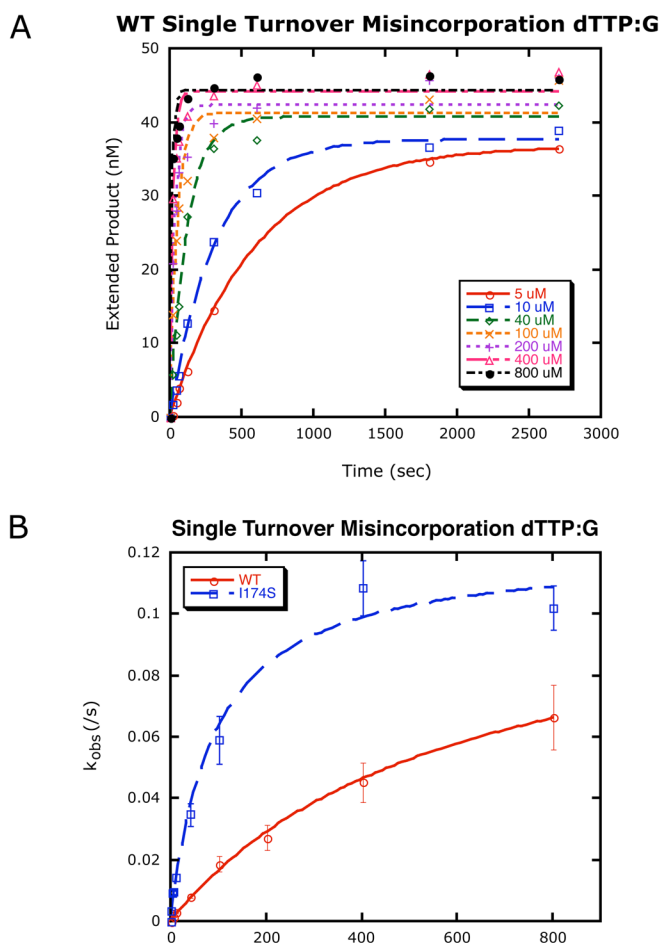 A
WT Single Turnover Misincorporation dTTP:G
50
40
30
20
10
0
Extended Product (nM)
5 uM
10 uM
40 uM
100 uM
200 uM
400 uM
800 uM
0 500 1000 1500 2000 2500 3000
Time (sec)
B
Single Turnover Misincorporation dTTP:G
0.12
0.1
0.08
0.06
0.04
0.02
0
kobs(/s)
WT
I174S
0 200 400 600 800